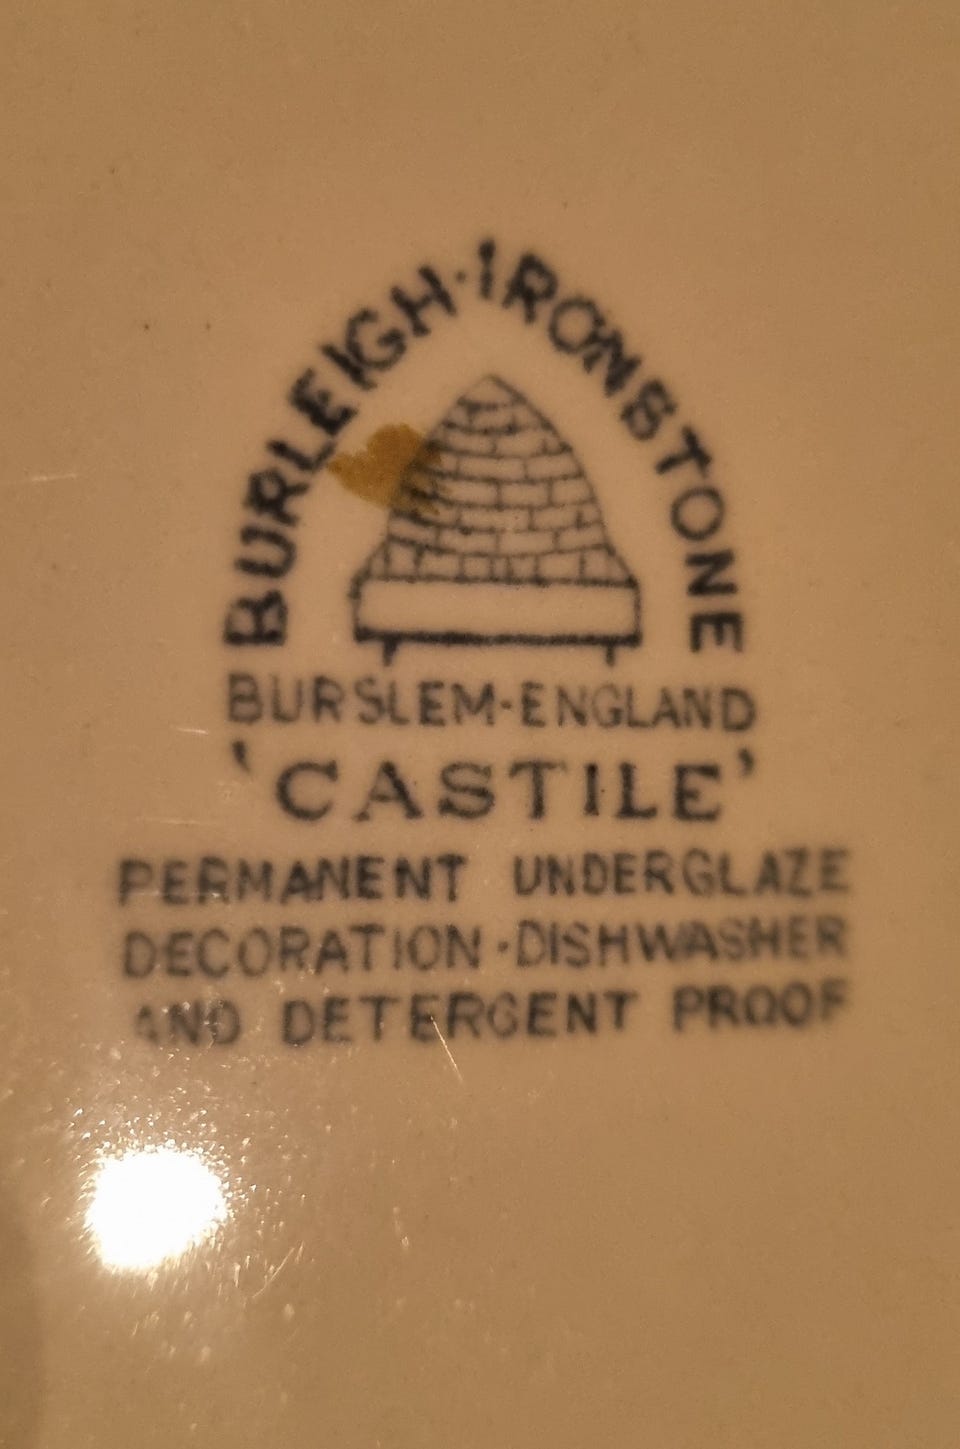 BURLEIGH·IRONSTONE
BURSLEM·ENGLAND
'CASTILE'
PERMANENT UNDERGLAZE
DECORATION·DISHWASHER
AND DETERGENT PROOF